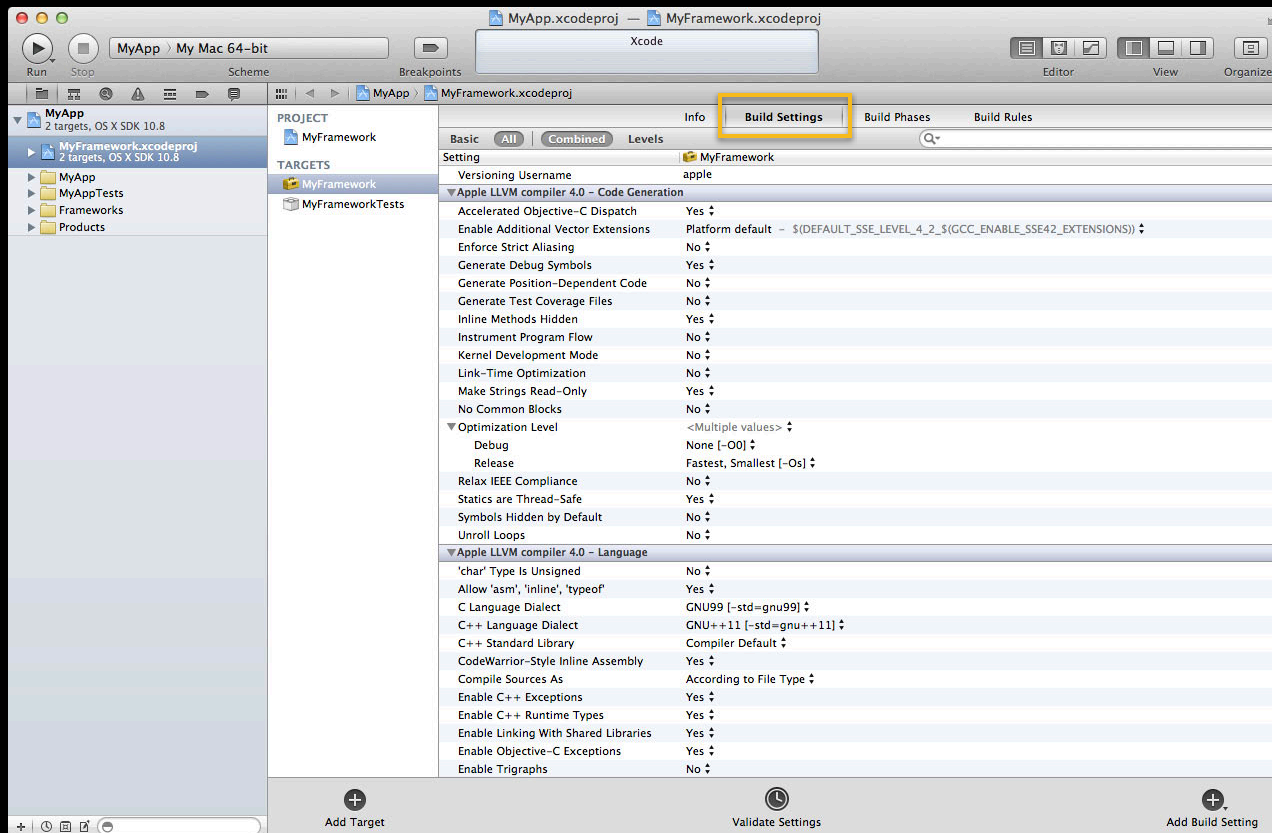 MyApp.xcodeproj — MyFramework.xcodeproj
MyApp › My Mac 64-bit
Xcode
Run Stop Scheme Breakpoints Editor View Organize
MyApp
2 targets, OS X SDK 10.8
MyFramework.xcodeproj
2 targets, OS X SDK 10.8
MyApp
MyAppTests
Frameworks
Products
MyApp › MyFramework.xcodeproj
PROJECT
MyFramework
TARGETS
MyFramework
MyFrameworkTests
Info Build Settings Build Phases Build Rules
Basic All Combined Levels
Setting MyFramework
Versioning Username apple
Apple LLVM compiler 4.0 - Code Generation
Accelerated Objective-C Dispatch Yes
Enable Additional Vector Extensions Platform default - $(DEFAULT_SSE_LEVEL_4_2_$(GCC_ENABLE_SSE42_EXTENSIONS))
Enforce Strict Aliasing No
Generate Debug Symbols Yes
Generate Position-Dependent Code No
Generate Test Coverage Files No
Inline Methods Hidden Yes
Instrument Program Flow No
Kernel Development Mode No
Link-Time Optimization No
Make Strings Read-Only Yes
No Common Blocks No
Optimization Level <Multiple values>
Debug None [-O0]
Release Fastest, Smallest [-Os]
Relax IEEE Compliance No
Statics are Thread-Safe Yes
Symbols Hidden by Default No
Unroll Loops No
Apple LLVM compiler 4.0 - Language
'char' Type Is Unsigned No
Allow 'asm', 'inline', 'typeof' Yes
C Language Dialect GNU99 [-std=gnu99]
C++ Language Dialect GNU++11 [-std=gnu++11]
C++ Standard Library Compiler Default
CodeWarrior-Style Inline Assembly Yes
Compile Sources As According to File Type
Enable C++ Exceptions Yes
Enable C++ Runtime Types Yes
Enable Linking With Shared Libraries Yes
Enable Objective-C Exceptions Yes
Enable Trigraphs No
Add Target Validate Settings Add Build Setting